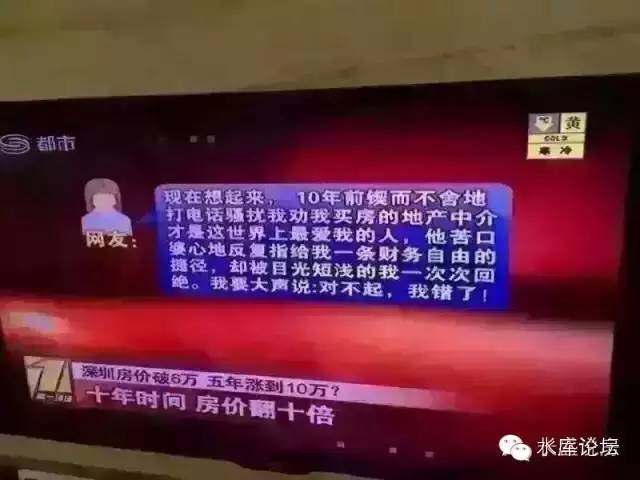 都市
黄
℃
COLD
寒冷
现在想起来，10年前锲而不舍地
打电话骚扰我劝我买房的地产中介
才是这世界上最爱我的人，他苦口
婆心地反复指给我一条财务自由的
捷径，却被目光短浅的我一次次回
绝。我要大声说:对不起，我错了！
网友：
深圳房价破6万 五年涨到10万？
十年时间 房价翻十倍
第一现场
水库论坛